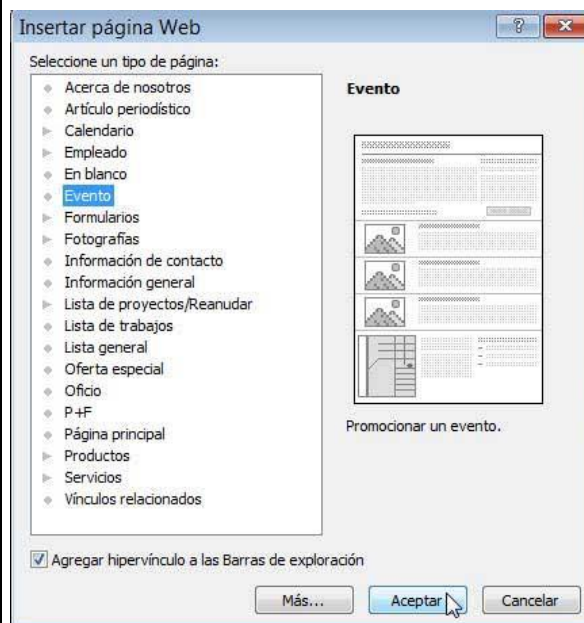 Insertar página Web
Seleccione un tipo de página:
Acerca de nosotros
Artículo periodístico
Calendario
Empleado
En blanco
Evento
Formularios
Fotografías
Información de contacto
Información general
Lista de proyectos/Reanudar
Lista de trabajos
Lista general
Oferta especial
Oficio
P+F
Página principal
Productos
Servicios
Vínculos relacionados
Evento
Promocionar un evento.
Agregar hipervínculo a las Barras de exploración
Más... Aceptar Cancelar